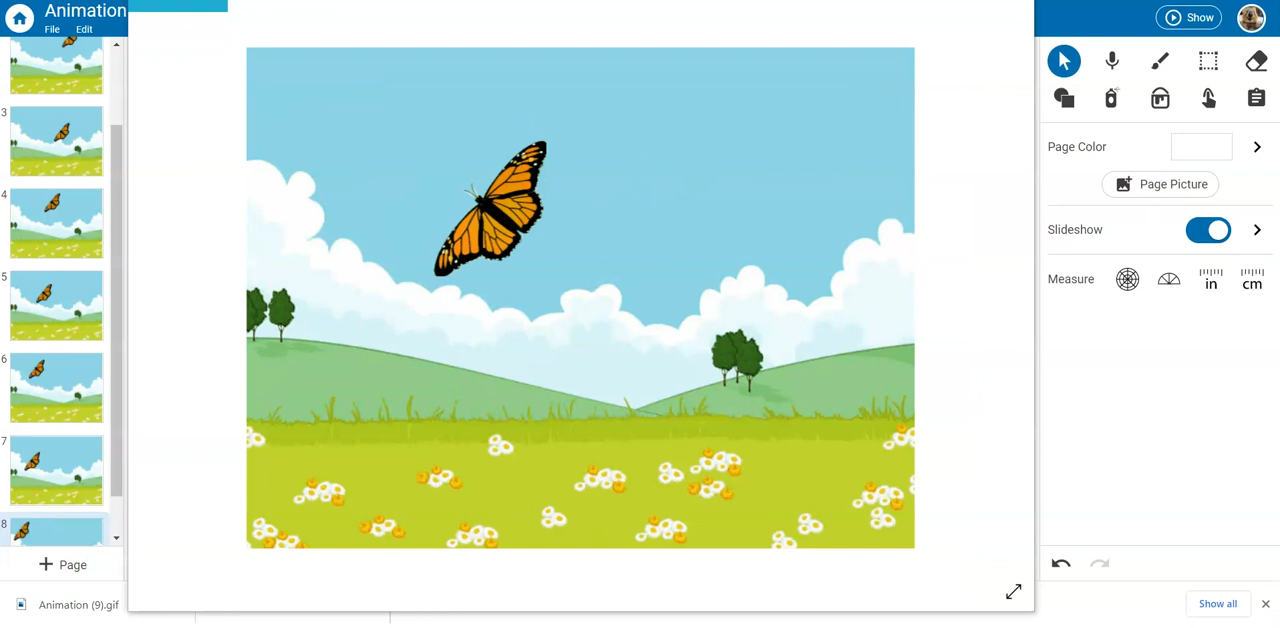 Animation
File Edit
Show
3
4
5
6
7
8
Page
Page Color
Page Picture
Slideshow
Measure
in
cm
Animation (9).gif
Show all